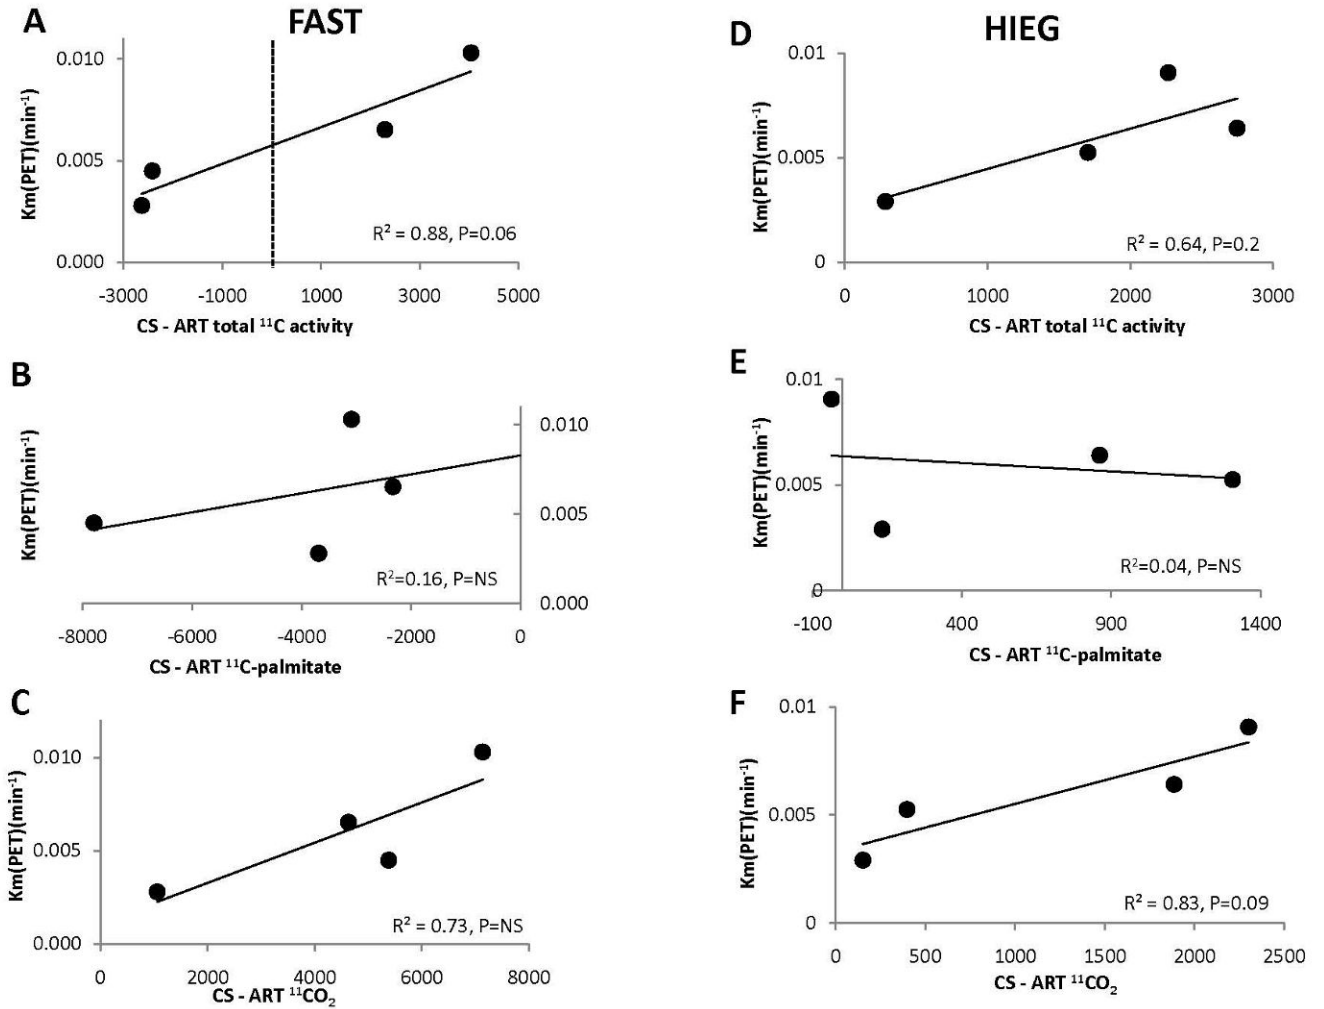 A
FAST
Km(PET)(min⁻¹)
0.010
0.005
0.000
-3000
-1000
1000
3000
5000
R² = 0.88, P=0.06
CS - ART total ¹¹C activity
D
HIEG
Km(PET)(min⁻¹)
0.01
0.005
0
0
1000
2000
3000
R² = 0.64, P=0.2
CS - ART total ¹¹C activity
B
Km(PET)(min⁻¹)
0.010
0.005
0.000
-8000
-6000
-4000
-2000
0
R²=0.16, P=NS
CS - ART ¹¹C-palmitate
E
Km(PET)(min⁻¹)
0.01
0.005
0
-100
400
900
1400
R²=0.04, P=NS
CS - ART ¹¹C-palmitate
C
Km(PET)(min⁻¹)
0.010
0.005
0.000
0
2000
4000
6000
8000
R² = 0.73, P=NS
CS - ART ¹¹CO₂
F
Km(PET)(min⁻¹)
0.01
0.005
0
0
500
1000
1500
2000
2500
R² = 0.83, P=0.09
CS - ART ¹¹CO₂